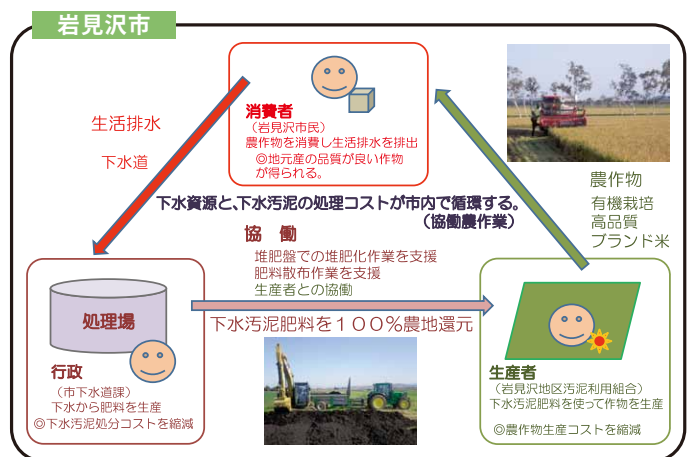 岩見沢市
消費者
（岩見沢市民）
農作物を消費し生活排水を排出
◎地元産の品質が良い作物
が得られる。
生活排水
下水道
農作物
有機栽培
高品質
ブランド米
下水資源と、下水汚泥の処理コストが市内で循環する。
（協働農作業）
協　働
堆肥盤での堆肥化作業を支援
肥料散布作業を支援
生産者との協働
下水汚泥肥料を１００％農地還元
処理場
行政
（市下水道課）
下水から肥料を生産
◎下水汚泥処分コストを縮減
生産者
（岩見沢地区汚泥利用組合）
下水汚泥肥料を使って作物を生産
◎農作物生産コストを縮減